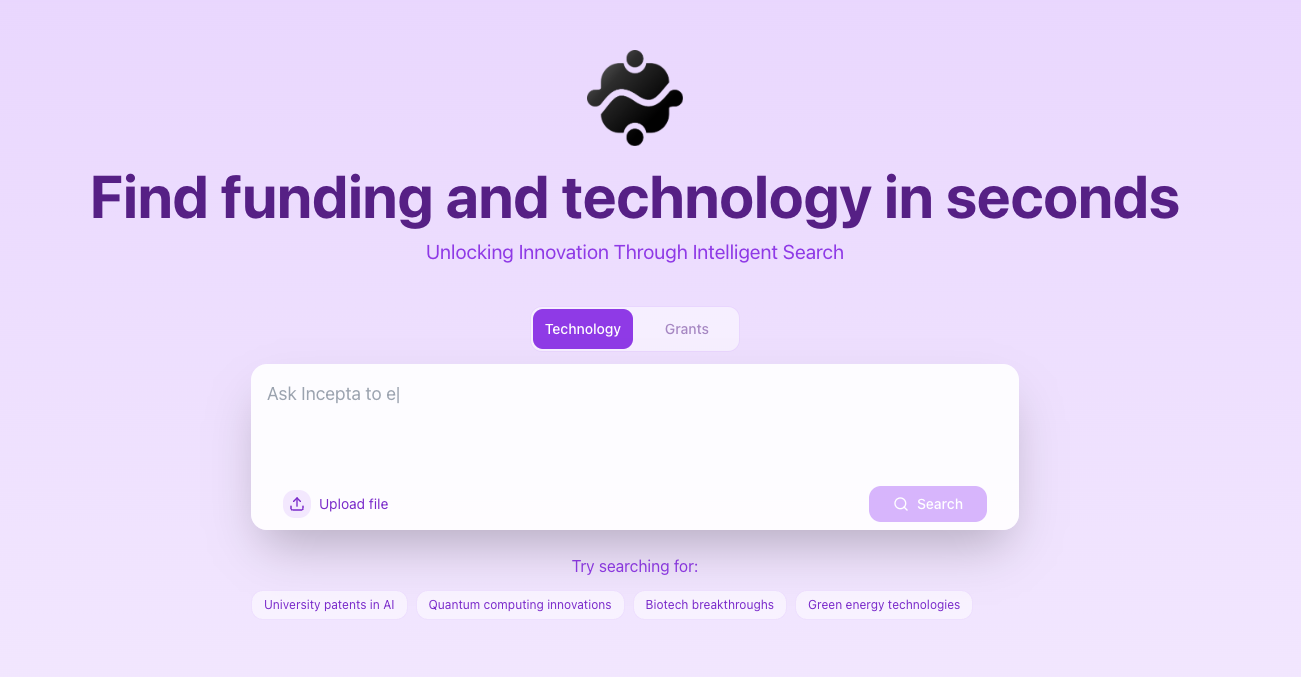 Find funding and technology in seconds
Unlocking Innovation Through Intelligent Search
Technology Grants
Ask Incepta to e|
Upload file Search
Try searching for:
University patents in AI Quantum computing innovations Biotech breakthroughs Green energy technologies